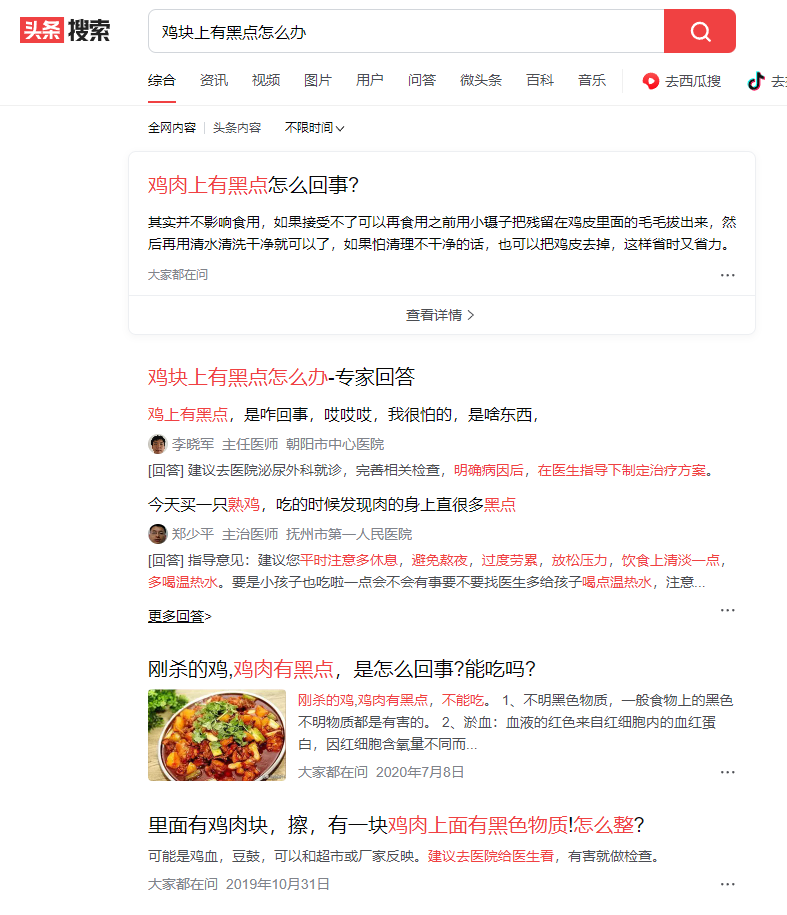 头条 搜索
鸡块上有黑点怎么办
综合 资讯 视频 图片 用户 问答 微头条 百科 音乐 去西瓜搜
全网内容 头条内容 不限时间
鸡肉上有黑点怎么回事?
其实并不影响食用，如果接受不了可以再食用之前用小镊子把残留在鸡皮里面的毛毛拔出来，然
后再用清水清洗干净就可以了，如果怕清理不干净的话，也可以把鸡皮去掉，这样省时又省力。
大家都在问
查看详情
鸡块上有黑点怎么办-专家回答
鸡上有黑点，是咋回事，哎哎哎，我很怕的，是啥东西，
李晓军 主任医师 朝阳市中心医院
[回答] 建议去医院泌尿外科就诊，完善相关检查，明确病因后，在医生指导下制定治疗方案。
今天买一只熟鸡，吃的时候发现肉的身上直很多黑点
郑少平 主治医师 抚州市第一人民医院
[回答] 指导意见：建议您平时注意多休息，避免熬夜，过度劳累，放松压力，饮食上清淡一点，
多喝温热水。要是小孩子也吃啦一点会不会有事要不要找医生多给孩子喝点温热水，注意...
更多回答>
刚杀的鸡,鸡肉有黑点，是怎么回事?能吃吗?
刚杀的鸡,鸡肉有黑点，不能吃。 1、不明黑色物质，一般食物上的黑色
不明物质都是有害的。 2、淤血：血液的红色来自红细胞内的血红蛋
白，因红细胞含氧量不同而...
大家都在问 2020年7月8日
里面有鸡肉块，擦，有一块鸡肉上面有黑色物质!怎么整?
可能是鸡血，豆鼓，可以和超市或厂家反映。建议去医院给医生看，有害就做检查。
大家都在问 2019年10月31日